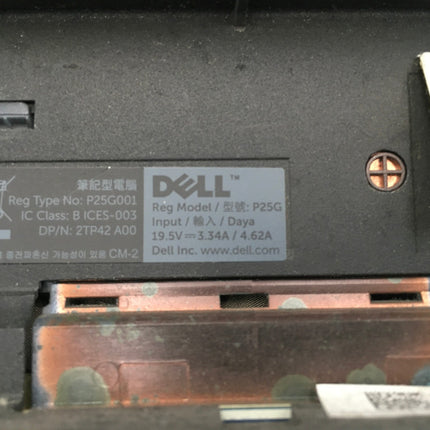 筆記型電腦
Reg Type No: P25G001
IC Class: B ICES-003
DP/N: 2TP42 A00
CM-2
DELL™
Reg Model / 型號: P25G
Input / 輸入 / Daya
19.5V⎓3.34A / 4.62A
Dell Inc. www.dell.com